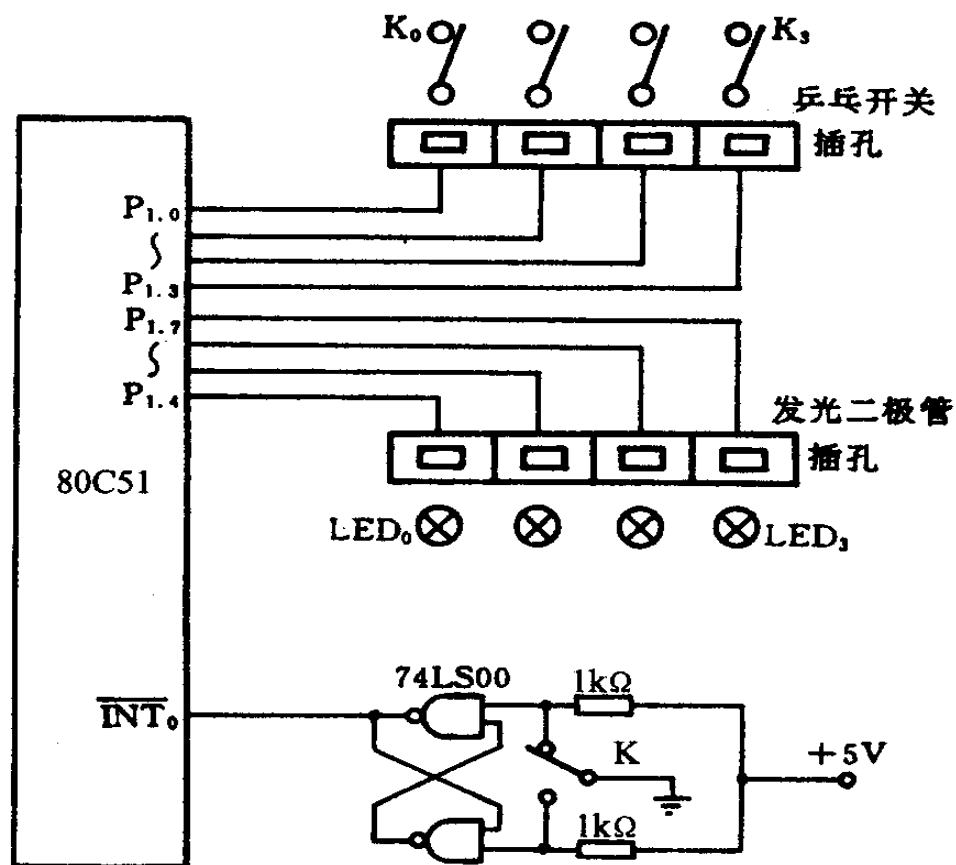 K₀
K₃
乒乓开关
插孔
P₁.₀
P₁.₃
P₁.₇
P₁.₄
发光二极管
插孔
80C51
LED₀
LED₃
74LS00
1kΩ
INT₀
K
+5V
1kΩ